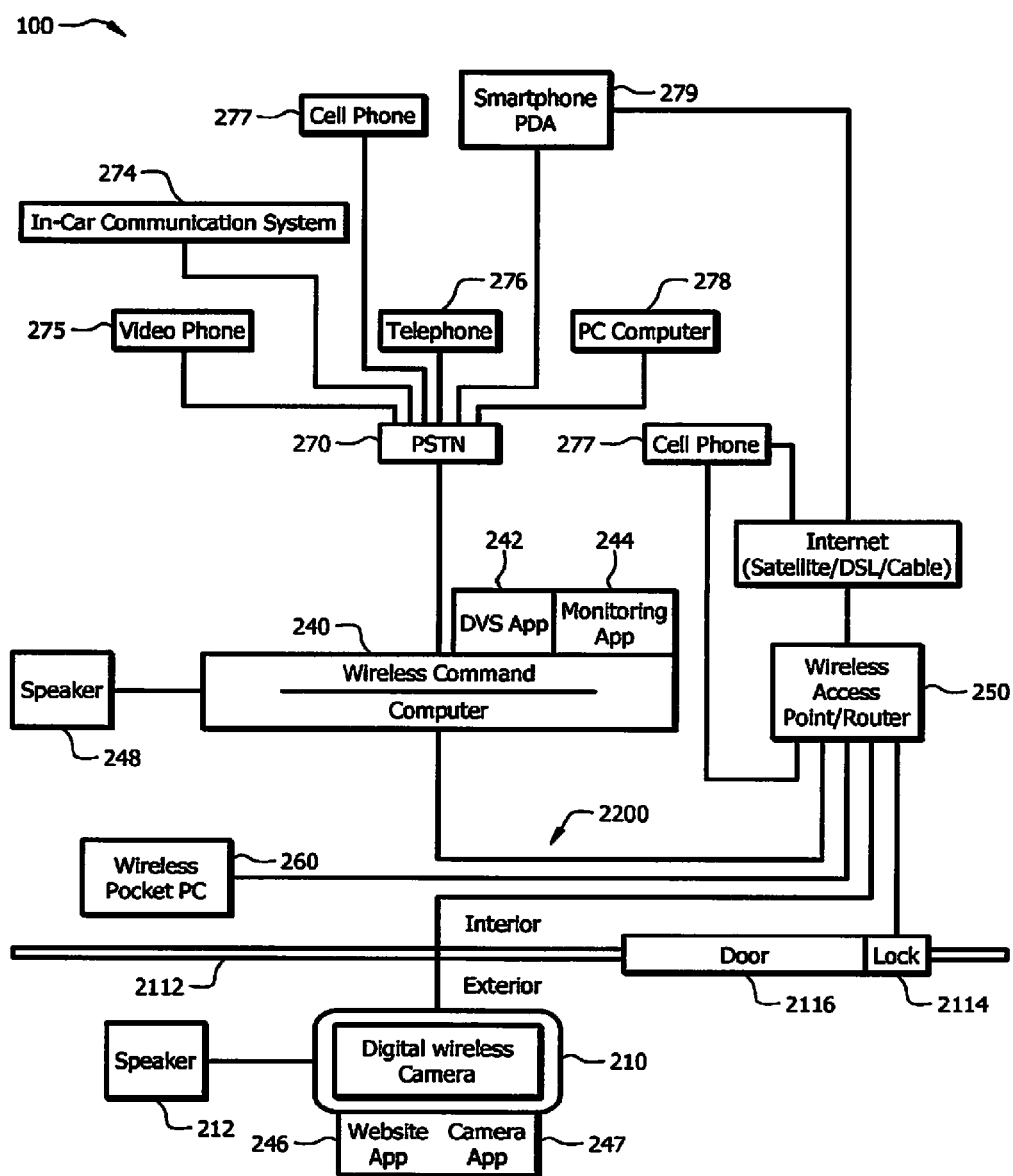 100
277
Cell Phone
Smartphone
PDA
279
274
In-Car Communication System
276
278
275
Video Phone
Telephone
PC Computer
270
PSTN
277
Cell Phone
242
244
Internet
(Satellite/DSL/Cable)
DVS App
Monitoring
App
240
Wireless Command
Computer
Speaker
248
Wireless
Access
Point/Router
250
2200
Wireless
Pocket PC
260
Interior
Door
Lock
2112
Exterior
2116
2114
Speaker
212
Digital wireless
Camera
210
246
Website
App
Camera
App
247